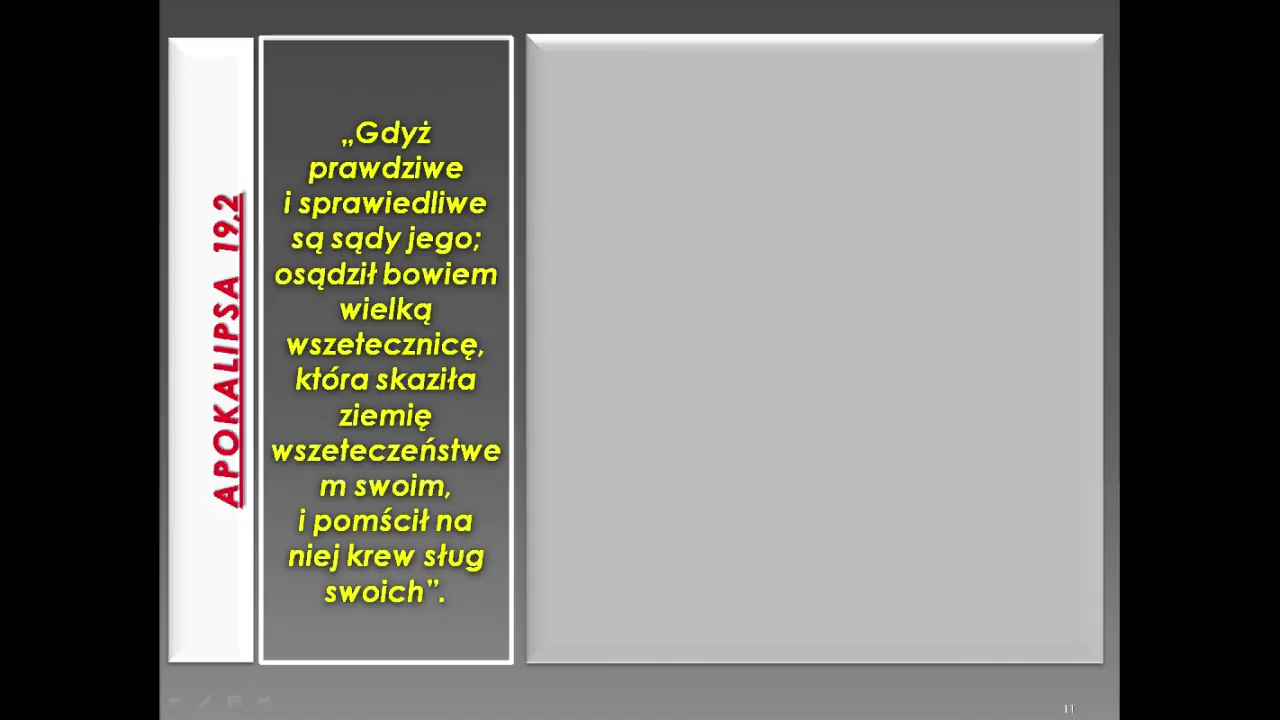 APOKALIPSA 19,2
„Gdyż
prawdziwe
i sprawiedliwe
są sądy jego;
osądził bowiem
wielką
wszetecznicę,
która skaziła
ziemię
wszeteczeństwe
m swoim,
i pomścił na
niej krew sług
swoich”.
11